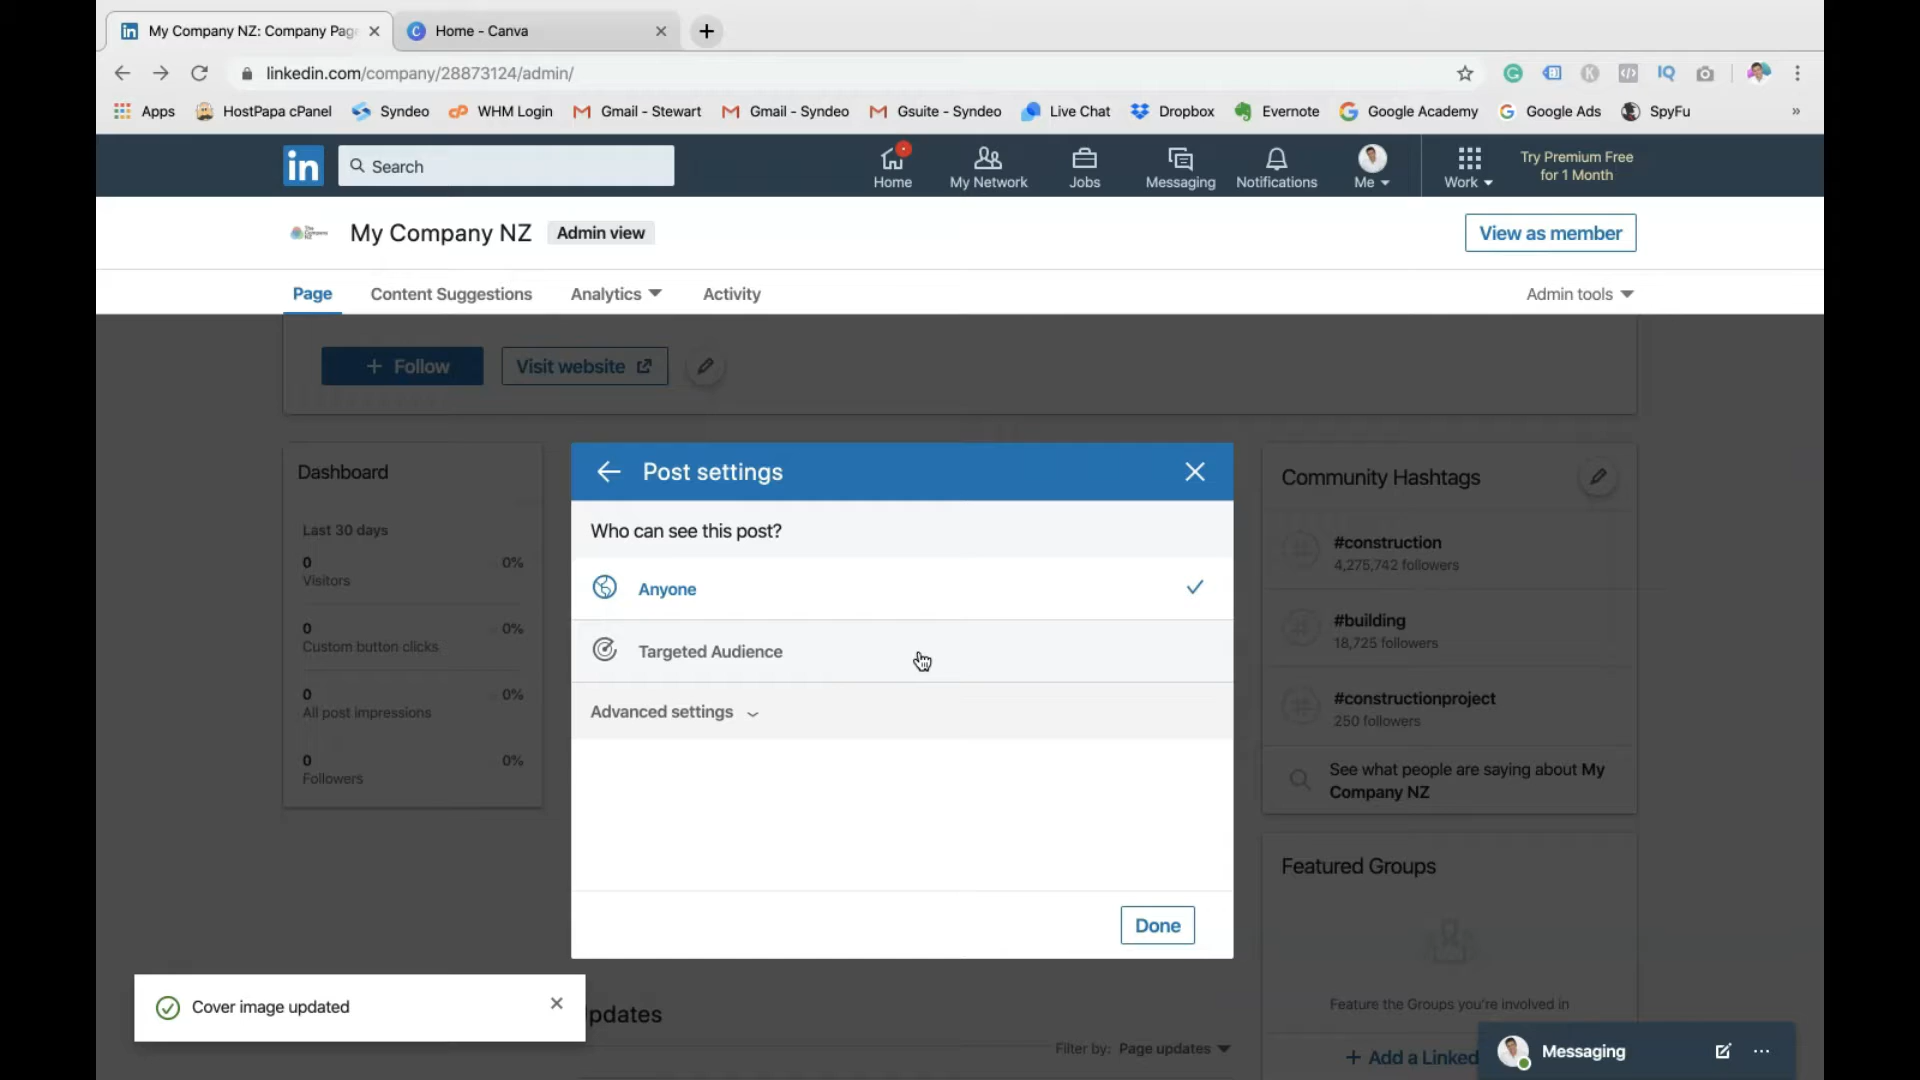 My Company NZ: Company Pag
Home - Canva
linkedin.com/company/28873124/admin/
Apps
HostPapa cPanel
Syndeo
WHM Login
Gmail - Stewart
Gmail - Syndeo
Gsuite - Syndeo
Live Chat
Dropbox
Evernote
Google Academy
Google Ads
SpyFu
»
in
Search
Home
My Network
Jobs
Messaging
Notifications
Me
Work
Try Premium Free
for 1 Month
My Company NZ
Admin view
View as member
Page
Content Suggestions
Analytics
Activity
Admin tools
+ Follow
Visit website
Dashboard
Last 30 days
0 0%
Visitors
0 0%
Custom button clicks
0 0%
All post impressions
0 0%
Followers
Post settings
Who can see this post?
Anyone
Targeted Audience
Advanced settings
Done
Community Hashtags
#construction
4,275,742 followers
#building
18,725 followers
#constructionproject
250 followers
See what people are saying about My
Company NZ
Featured Groups
Feature the Groups you're involved in
+ Add a Linked
Cover image updated
pdates
Filter by: Page updates
Messaging